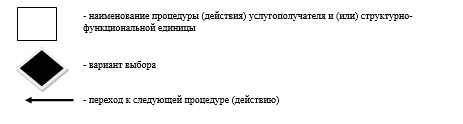 - наименование процедуры (действия) услугополучателя и (или) структурно-
функциональной единицы
- вариант выбора
- переход к следующей процедуре (действию)